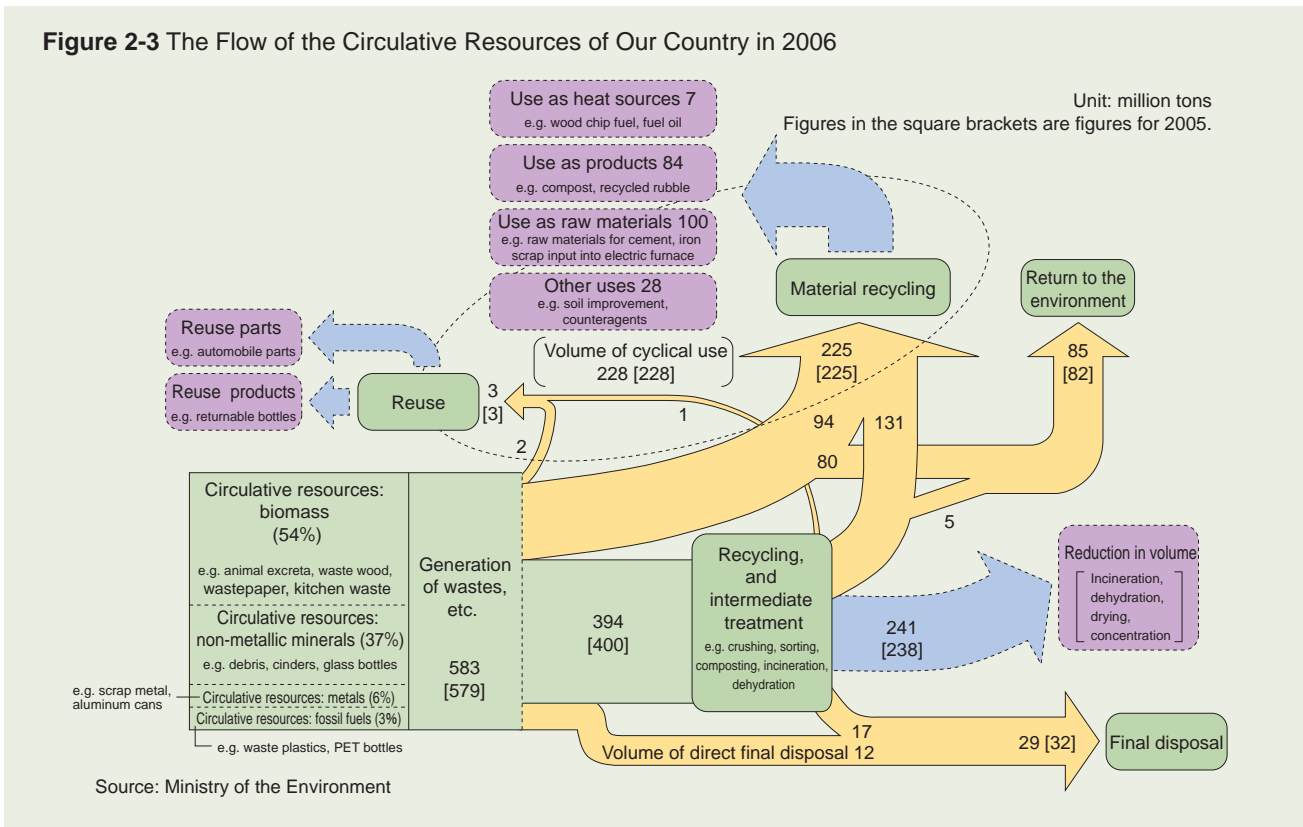 Figure 2-3 The Flow of the Circulative Resources of Our Country in 2006
Unit: million tons
Figures in the square brackets are figures for 2005.
Use as heat sources 7
e.g. wood chip fuel, fuel oil
Use as products 84
e.g. compost, recycled rubble
Use as raw materials 100
e.g. raw materials for cement, iron
scrap input into electric furnace
Other uses 28
e.g. soil improvement,
counteragents
Material recycling
Return to the
environment
Reuse parts
e.g. automobile parts
Reuse products
e.g. returnable bottles
Reuse
3
[3]
Volume of cyclical use
228 [228]
225
[225]
85
[82]
1
2
94
131
80
5
Circulative resources:
biomass
(54%)
e.g. animal excreta, waste wood,
wastepaper, kitchen waste
Circulative resources:
non-metallic minerals (37%)
e.g. debris, cinders, glass bottles
Circulative resources: metals (6%)
Circulative resources: fossil fuels (3%)
e.g. scrap metal,
aluminum cans
e.g. waste plastics, PET bottles
Generation
of wastes,
etc.
583
[579]
394
[400]
Recycling,
and
intermediate
treatment
e.g. crushing, sorting,
composting, incineration,
dehydration
241
[238]
Reduction in volume
Incineration,
dehydration,
drying,
concentration
17
Volume of direct final disposal 12
29 [32]
Final disposal
Source: Ministry of the Environment